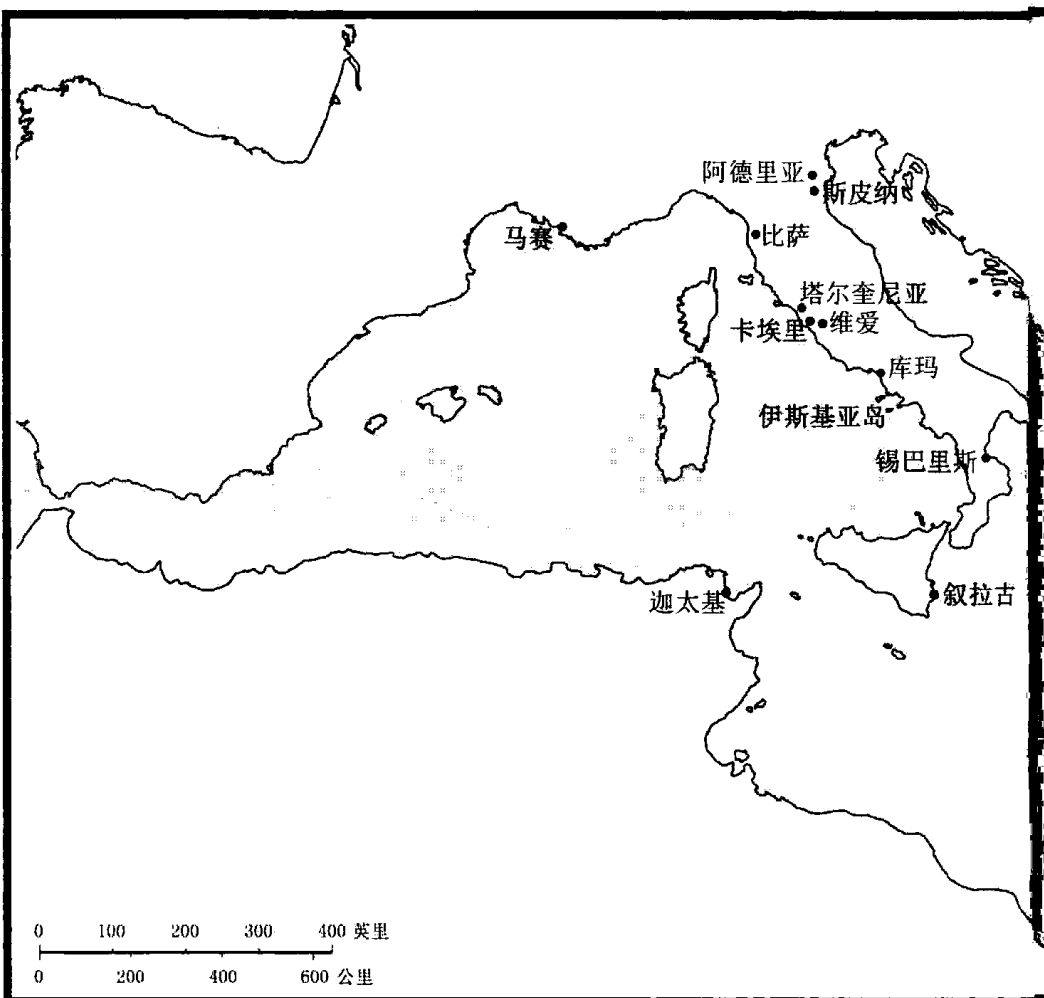 阿德里亚
斯皮纳
马赛
比萨
塔尔奎尼亚
卡埃里
维爱
库玛
伊斯基亚岛
锡巴里斯
迦太基
叙拉古
0 100 200 300 400 英里
0 200 400 600 公里